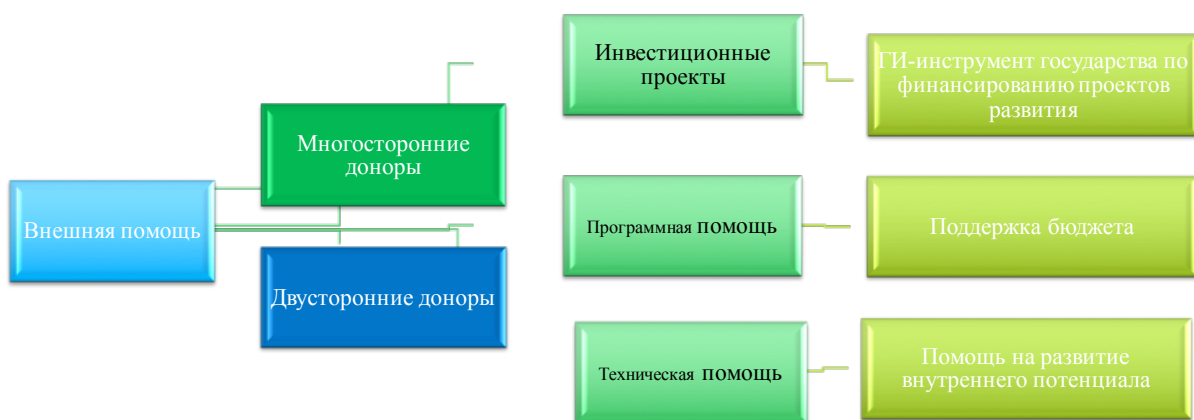 Внешняя помощь
Многосторонние
доноры
Двусторонние доноры
Инвестиционные
проекты
ГИ-инструмент государства по
финансированию проектов
развития
Программная помощь
Поддержка бюджета
Техническая помощь
Помощь на развитие
внутреннего потенциала